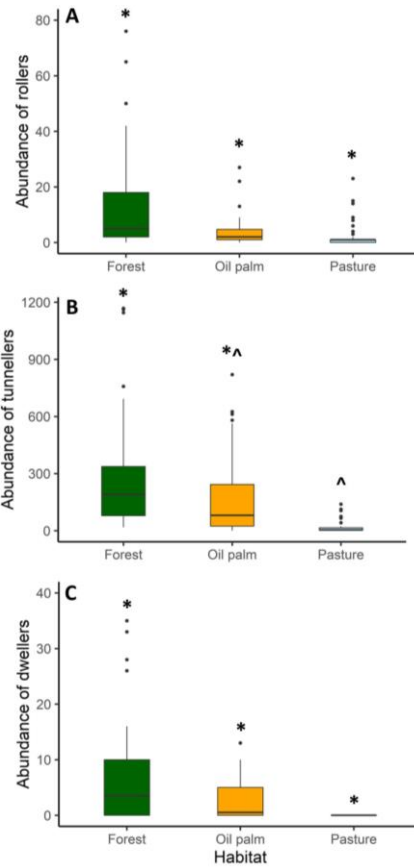 A
*
80
*
*
60
40
20
0
Abundance of rollers
Forest
Oil palm
Pasture
B
*
1200
*^
900
^
600
300
0
Abundance of tunnellers
Forest
Oil palm
Pasture
C
*
40
*
*
30
20
10
0
Abundance of dwellers
Forest
Oil palm
Pasture
Habitat